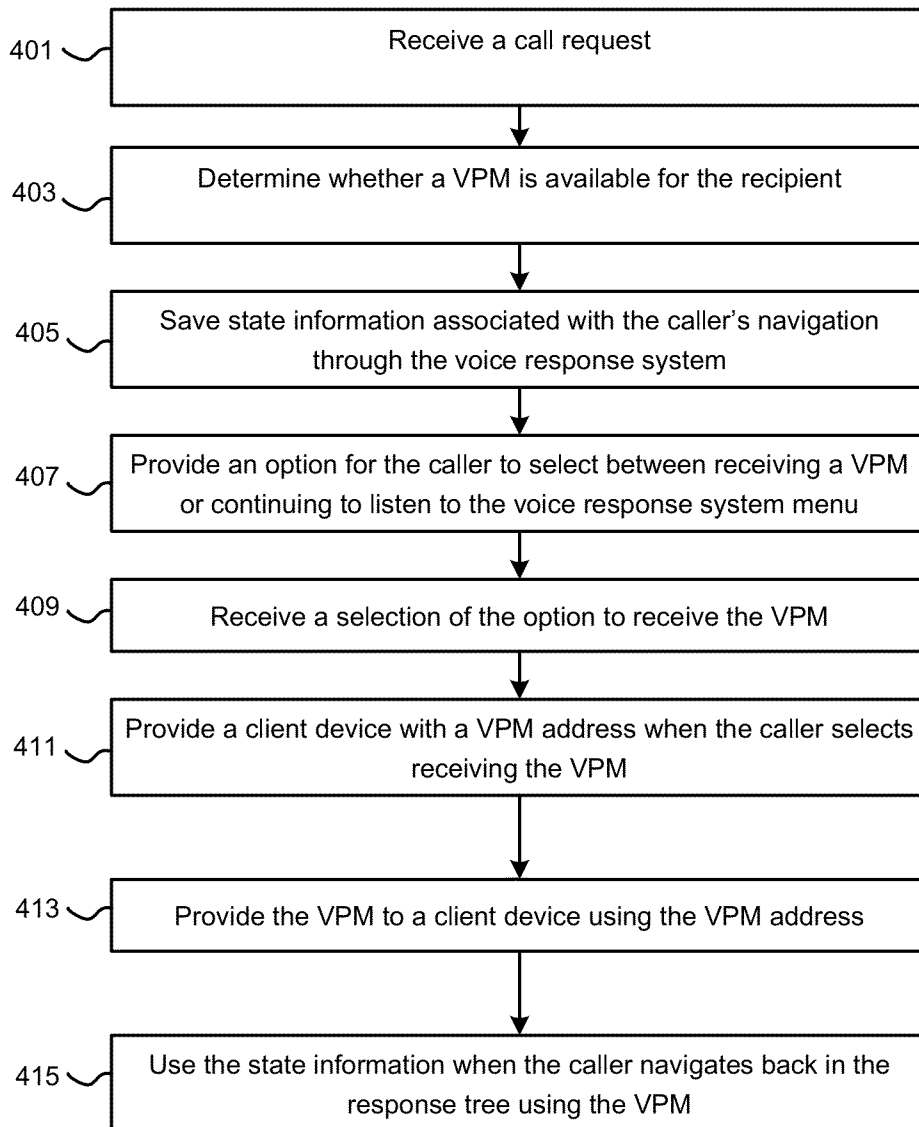 401
Receive a call request
403
Determine whether a VPM is available for the recipient
405
Save state information associated with the caller's navigation
through the voice response system
407
Provide an option for the caller to select between receiving a VPM
or continuing to listen to the voice response system menu
409
Receive a selection of the option to receive the VPM
411
Provide a client device with a VPM address when the caller selects
receiving the VPM
413
Provide the VPM to a client device using the VPM address
415
Use the state information when the caller navigates back in the
response tree using the VPM